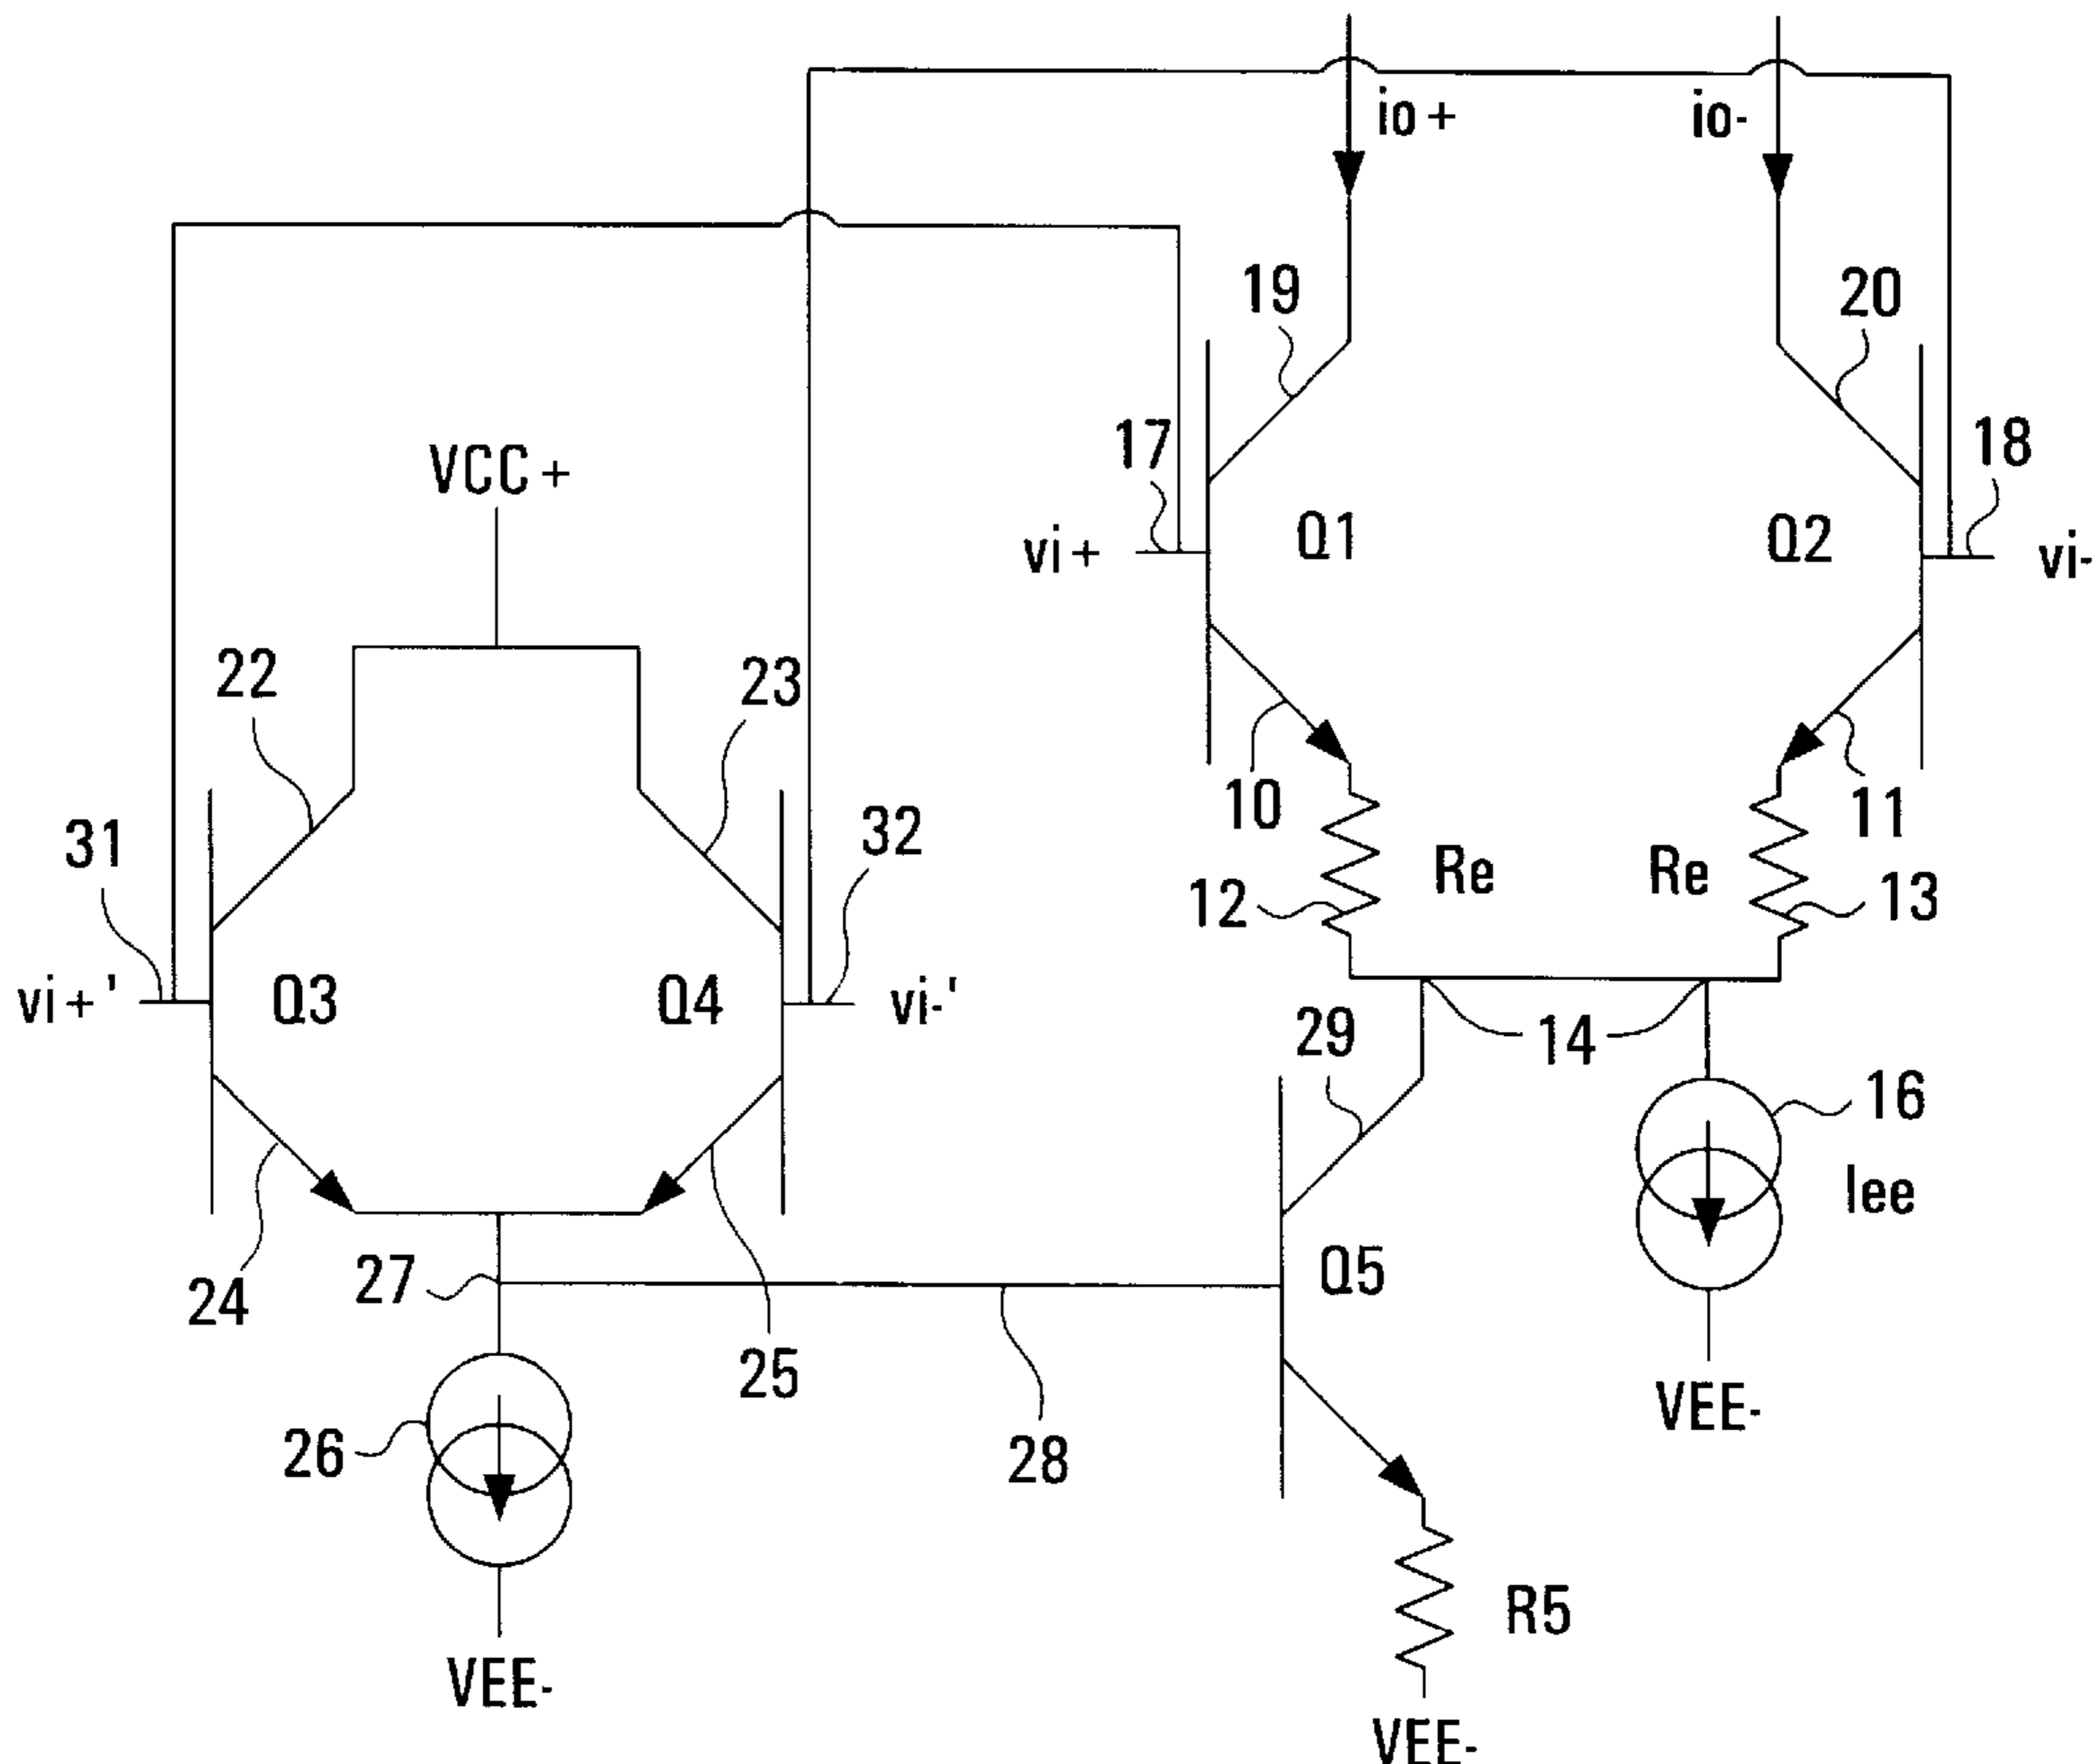 io+
io-
19
20
17
18
VCC+
vi+
Q1
Q2
vi-
22
23
10
11
31
32
Re
Re
12
13
vi+'
Q3
Q4
vi-'
29
14
16
Iee
27
Q5
24
25
26
28
VEE-
R5
VEE-
VEE-